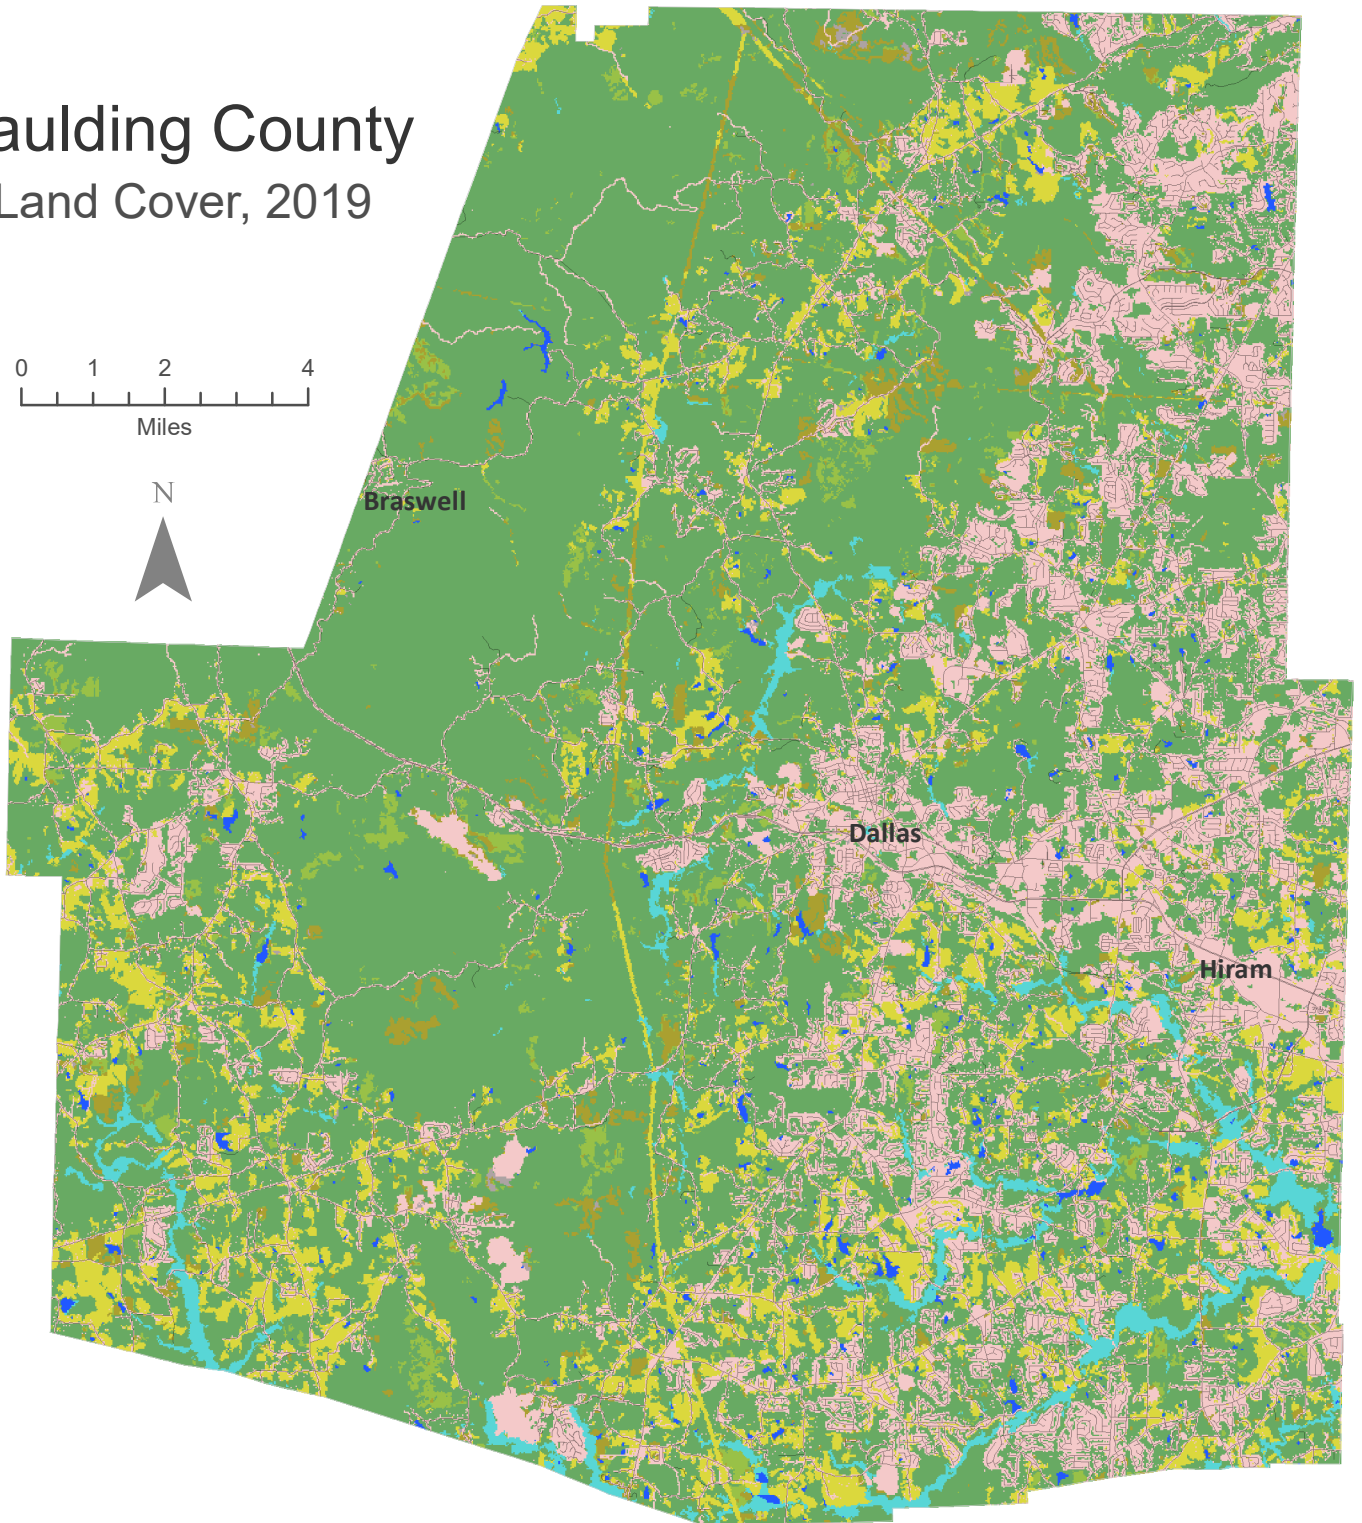 aulding County
Land Cover, 2019
0 1 2 4
Miles
N
Braswell
Dallas
Hiram